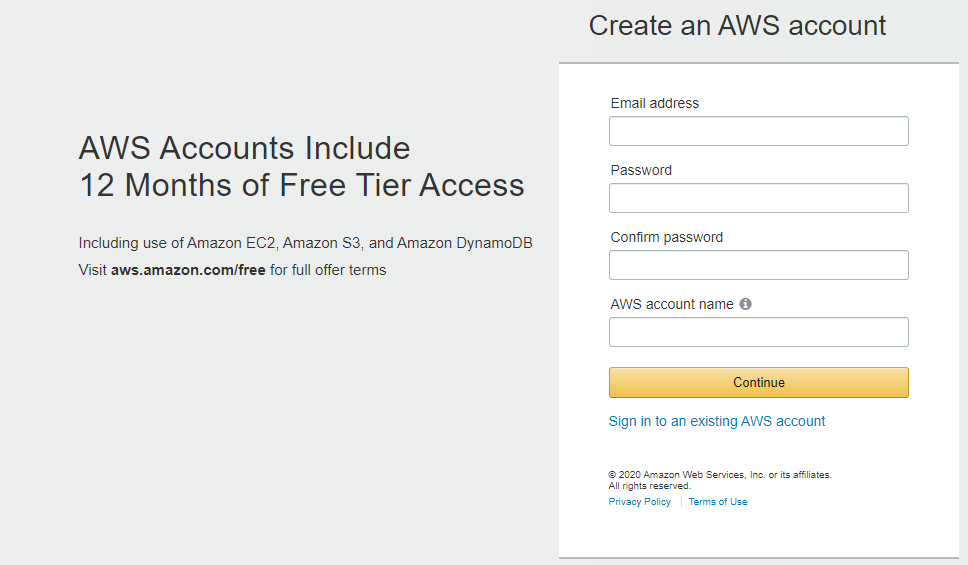 Create an AWS account
AWS Accounts Include
12 Months of Free Tier Access
Including use of Amazon EC2, Amazon S3, and Amazon DynamoDB
Visit aws.amazon.com/free for full offer terms
Email address
Password
Confirm password
AWS account name
Continue
Sign in to an existing AWS account
© 2020 Amazon Web Services, Inc. or its affiliates.
All rights reserved.
Privacy Policy | Terms of Use